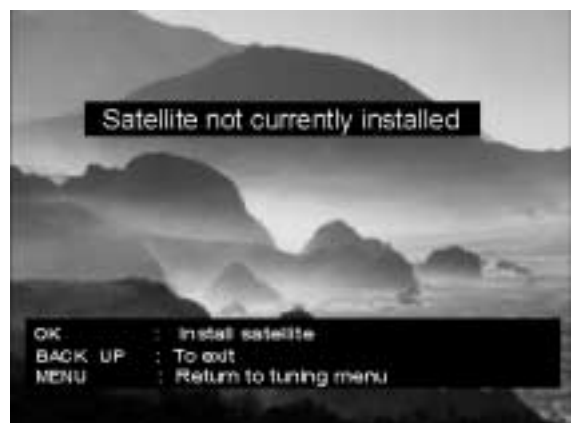 Satellite not currently installed
OK : Install satellite
BACK UP : To exit
MENU : Return to tuning menu